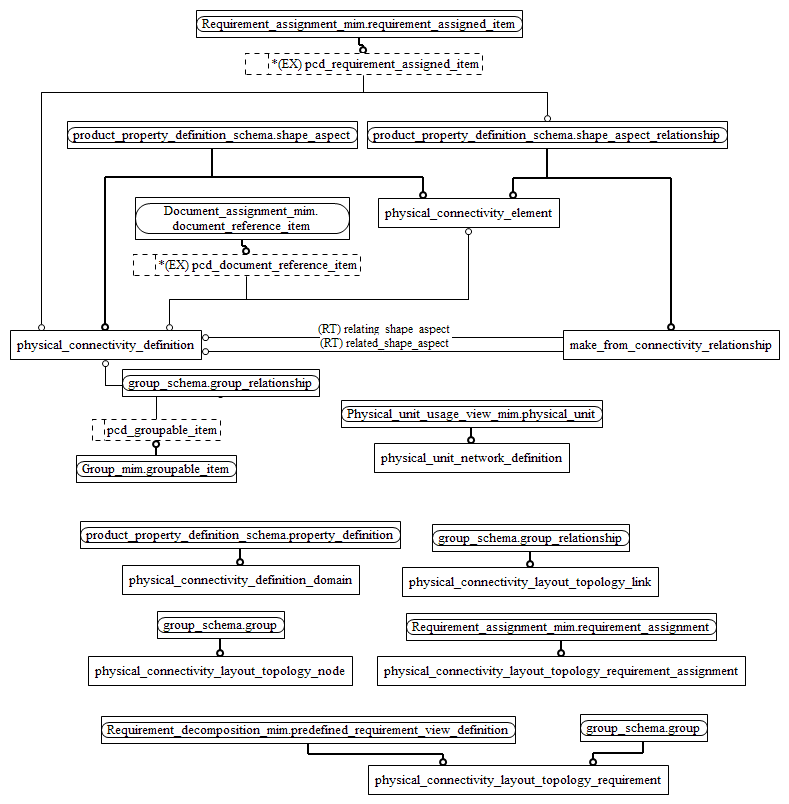 Requirement_assignment_mim.requirement_assigned_item
*(EX) pcd_requirement_assigned_item
product_property_definition_schema.shape_aspect
product_property_definition_schema.shape_aspect_relationship
Document_assignment_mim.
document_reference_item
physical_connectivity_element
*(EX) pcd_document_reference_item
(RT) relating_shape_aspect
physical_connectivity_definition
(RT) related_shape_aspect
make_from_connectivity_relationship
group_schema.group_relationship
pcd_groupable_item
Physical_unit_usage_view_mim.physical_unit
Group_mim.groupable_item
physical_unit_network_definition
product_property_definition_schema.property_definition
group_schema.group_relationship
physical_connectivity_definition_domain
physical_connectivity_layout_topology_link
group_schema.group
Requirement_assignment_mim.requirement_assignment
physical_connectivity_layout_topology_node
physical_connectivity_layout_topology_requirement_assignment
Requirement_decomposition_mim.predefined_requirement_view_definition
group_schema.group
physical_connectivity_layout_topology_requirement